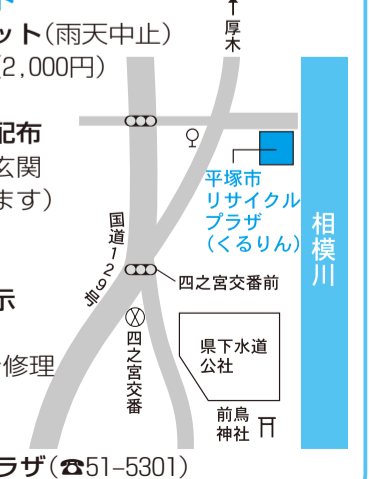 ット(雨天中止)
2,000円)
配布
玄関
ます)
示
修理
プラザ(☎51–5301)
↑厚木
平塚市
リサイクル
プラザ
(くるりん)
相模川
国道129号
四之宮交番前
四之宮交番
県下水道
公社
前鳥
神社